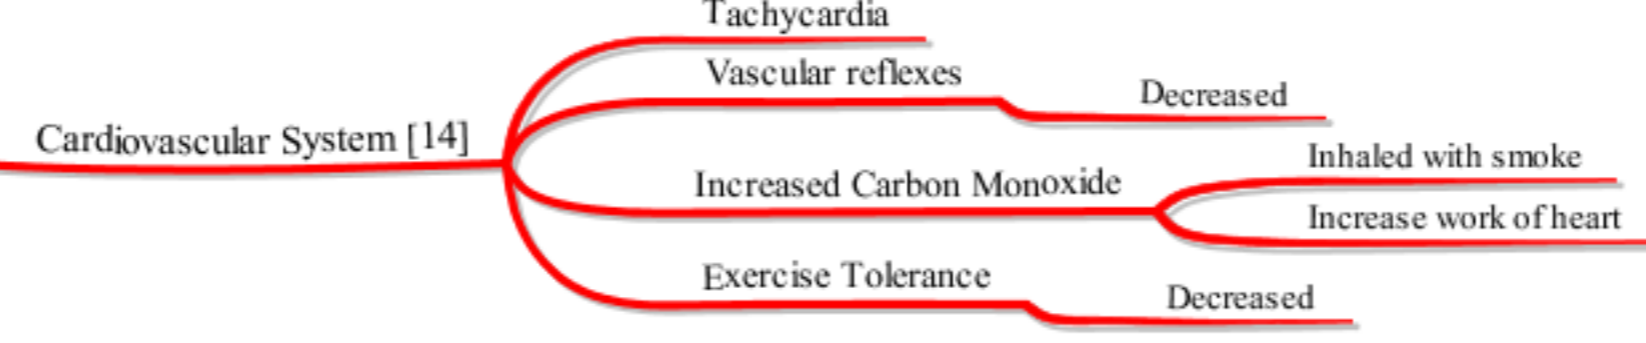 Cardiovascular System [14]
Tachycardia
Vascular reflexes
Decreased
Increased Carbon Monoxide
Inhaled with smoke
Increase work of heart
Exercise Tolerance
Decreased